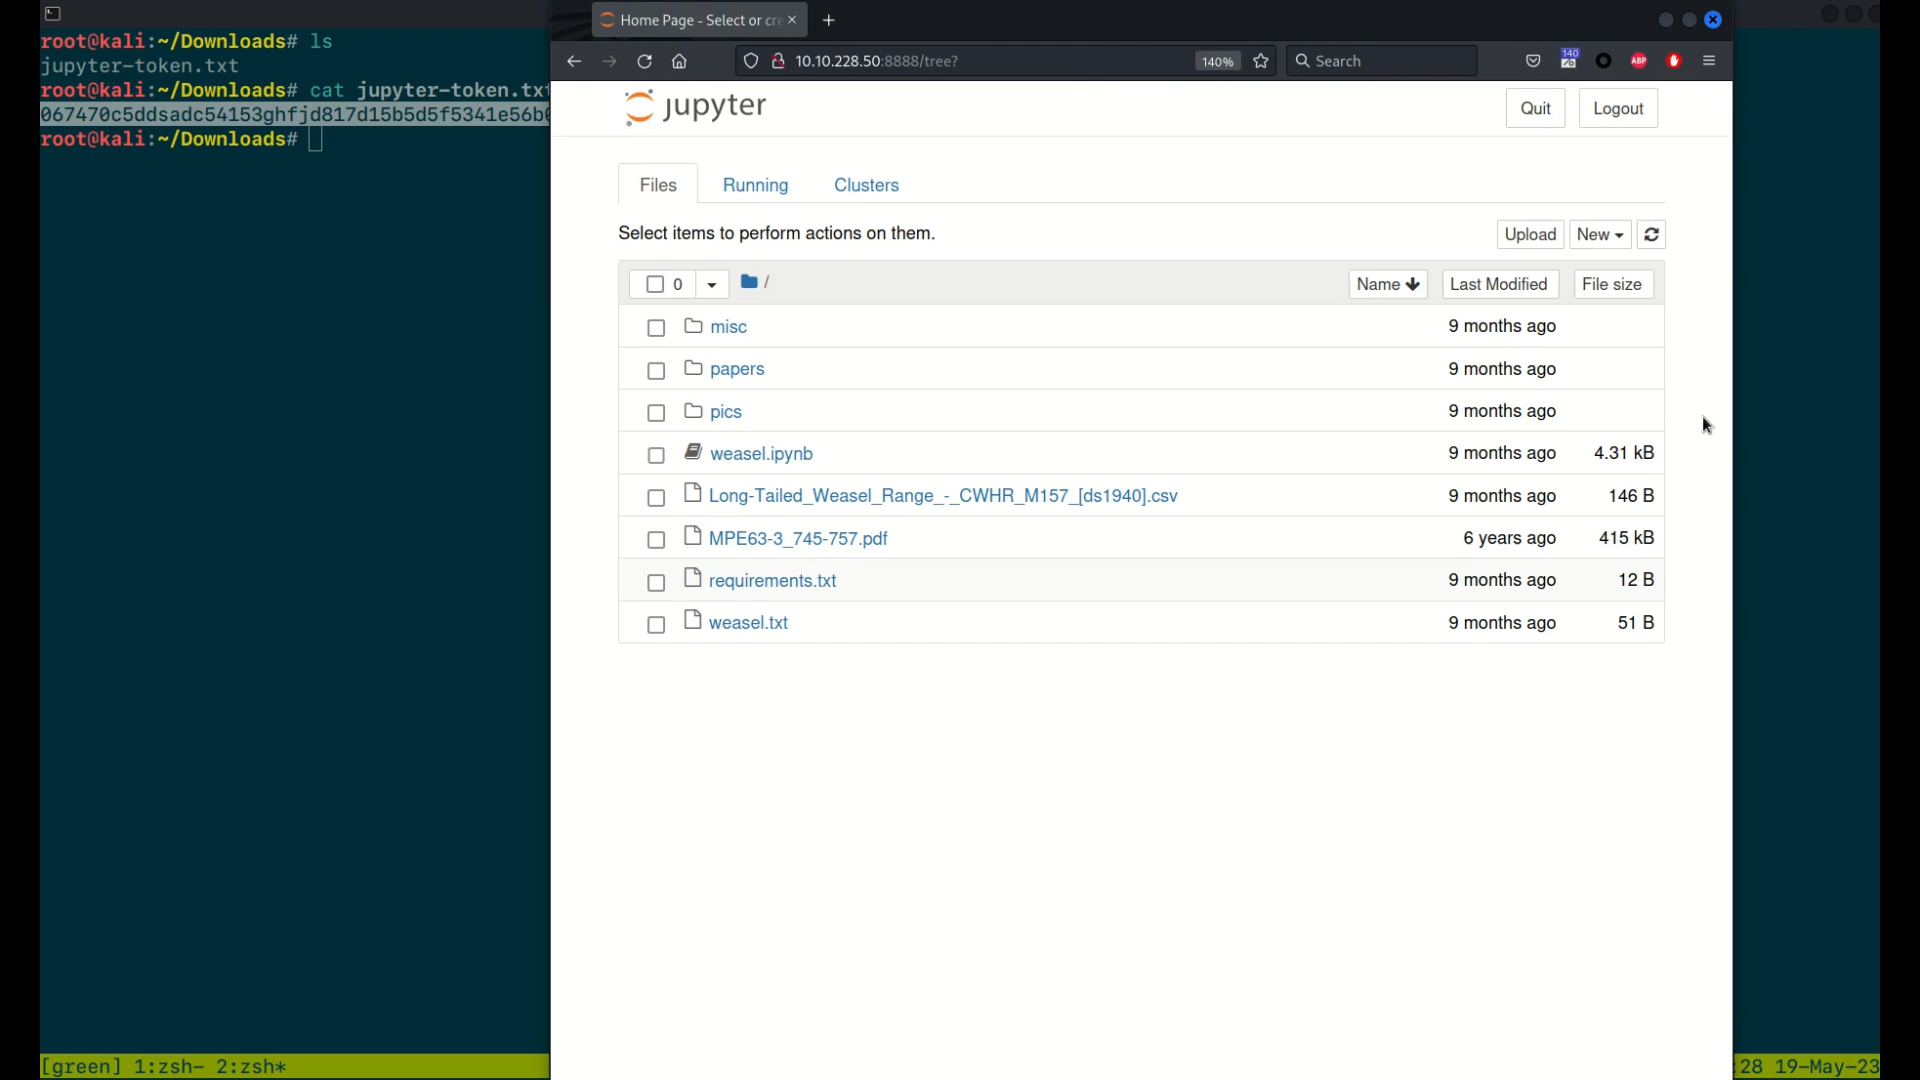 root@kali:~/Downloads# ls
jupyter-token.txt
root@kali:~/Downloads# cat jupyter-token.txt
067470c5ddsadc54153ghfjd817d15b5d5f5341e56b0
root@kali:~/Downloads#
[green] 1:zsh- 2:zsh*
Home Page - Select or cre
10.10.228.50:8888/tree?
140%
Search
140
ABP
jupyter
Quit
Logout
Files
Running
Clusters
Select items to perform actions on them.
Upload
New
0
/
Name
Last Modified
File size
misc 9 months ago
papers 9 months ago
pics 9 months ago
weasel.ipynb 9 months ago 4.31 kB
Long-Tailed_Weasel_Range_-_CWHR_M157_[ds1940].csv 9 months ago 146 B
MPE63-3_745-757.pdf 6 years ago 415 kB
requirements.txt 9 months ago 12 B
weasel.txt 9 months ago 51 B
:28 19-May-23